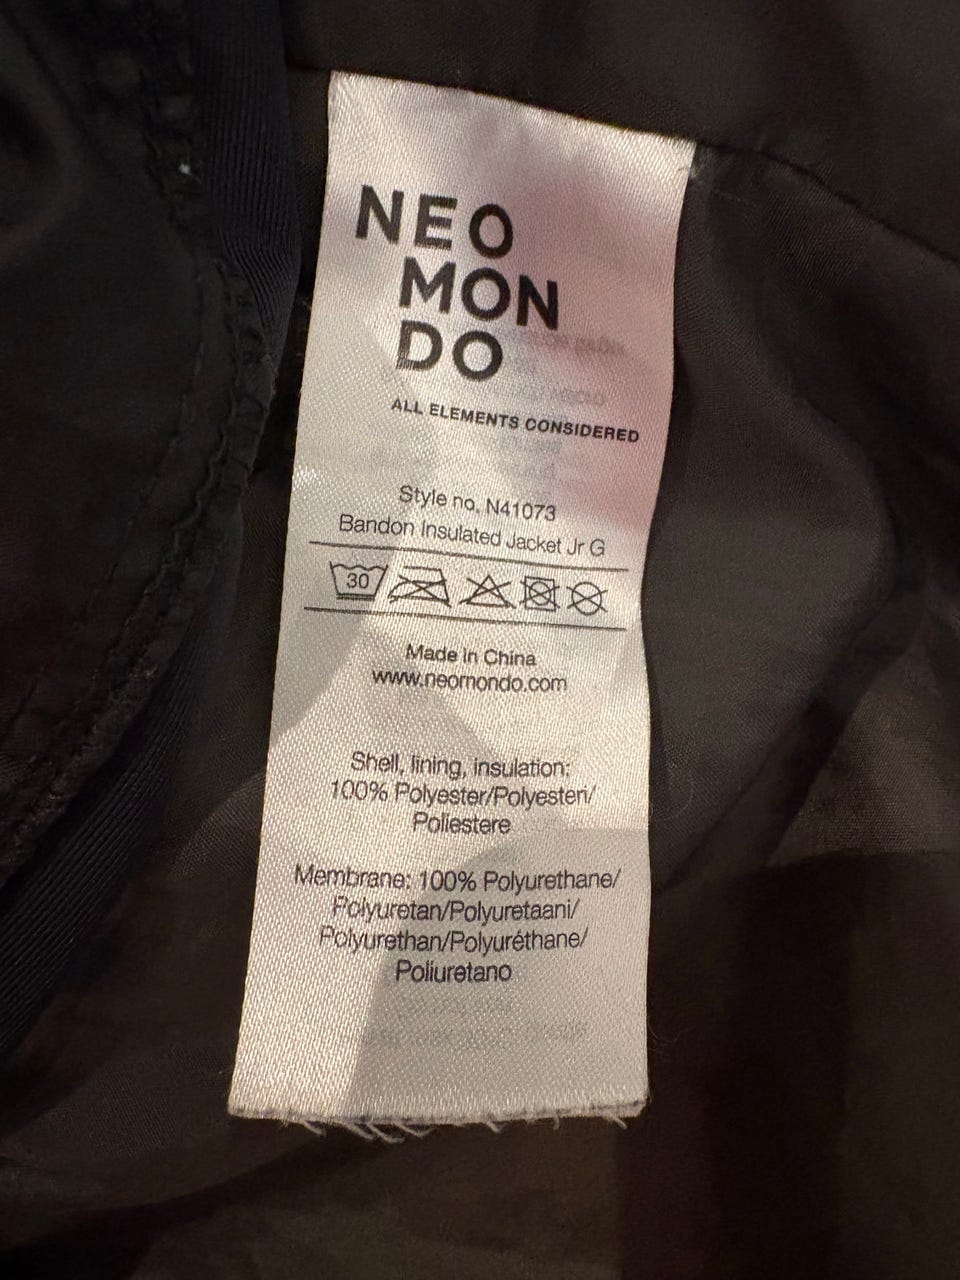 NEO
MON
DO
ALL ELEMENTS CONSIDERED
Style no. N41073
Bandon Insulated Jacket Jr G
30
Made in China
www.neomondo.com
Shell, lining, insulation:
100% Polyester/Polyesteri/
Poliestere
Membrane: 100% Polyurethane/
Polyuretan/Polyuretaani/
Polyurethan/Polyuréthane/
Poliuretano